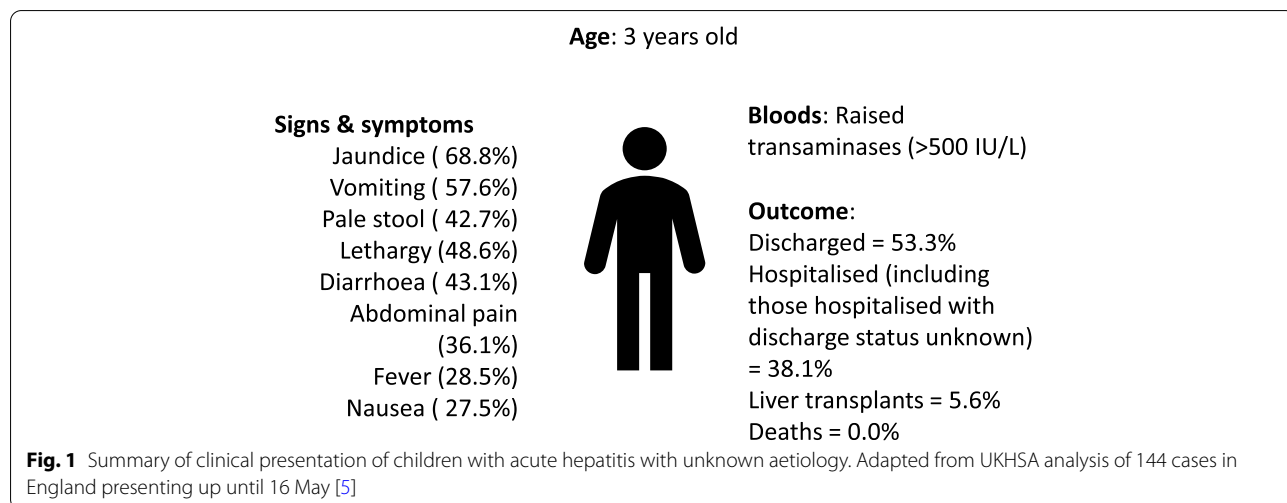 Age: 3 years old
Signs & symptoms
Jaundice ( 68.8%)
Vomiting ( 57.6%)
Pale stool ( 42.7%)
Lethargy (48.6%)
Diarrhoea ( 43.1%)
Abdominal pain
(36.1%)
Fever (28.5%)
Nausea ( 27.5%)
Bloods: Raised
transaminases (>500 IU/L)
Outcome:
Discharged = 53.3%
Hospitalised (including
those hospitalised with
discharge status unknown)
= 38.1%
Liver transplants = 5.6%
Deaths = 0.0%
Fig. 1 Summary of clinical presentation of children with acute hepatitis with unknown aetiology. Adapted from UKHSA analysis of 144 cases in
England presenting up until 16 May [5]